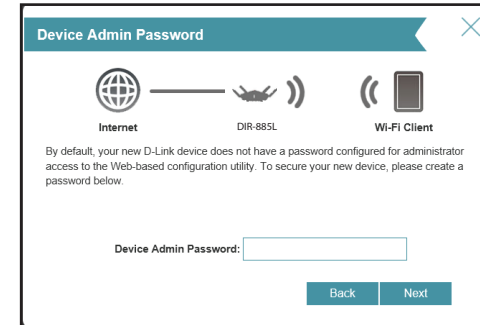 Device Admin Password
Internet
DIR-885L
Wi-Fi Client
By default, your new D-Link device does not have a password configured for administrator
access to the Web-based configuration utility. To secure your new device, please create a
password below.
Device Admin Password:
Back
Next